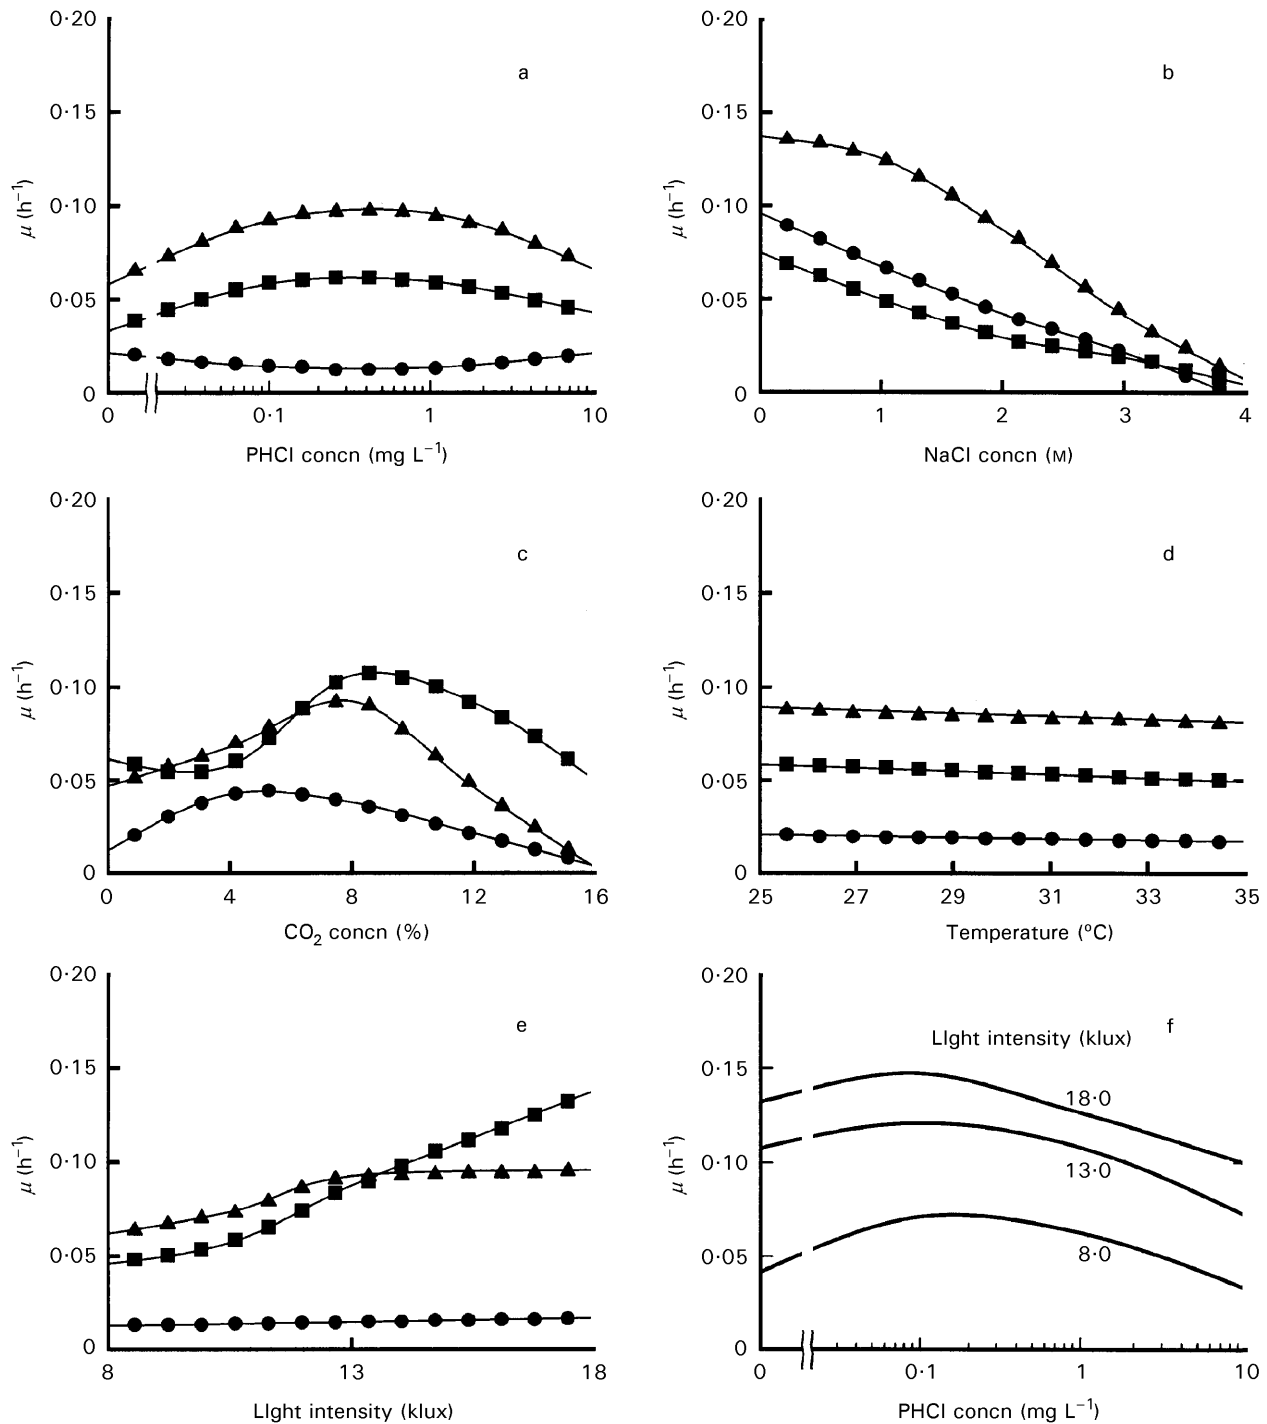 0·20
0·15
0·10
0·05
0
a
μ (h⁻¹)
0 0·1 1 10
PHCl concn (mg L⁻¹)
0·20
0·15
0·10
0·05
0
b
μ (h⁻¹)
0 1 2 3 4
NaCl concn (M)
0·20
0·15
0·10
0·05
0
c
μ (h⁻¹)
0 4 8 12 16
CO₂ concn (%)
0·20
0·15
0·10
0·05
0
d
μ (h⁻¹)
25 27 29 31 33 35
Temperature (ºC)
0·20
0·15
0·10
0·05
0
e
μ (h⁻¹)
8 13 18
LIght intensity (klux)
0·20
0·15
0·10
0·05
0
f
LIght intensity (klux)
18·0
13·0
8·0
μ (h⁻¹)
0 0·1 1 10
PHCl concn (mg L⁻¹)